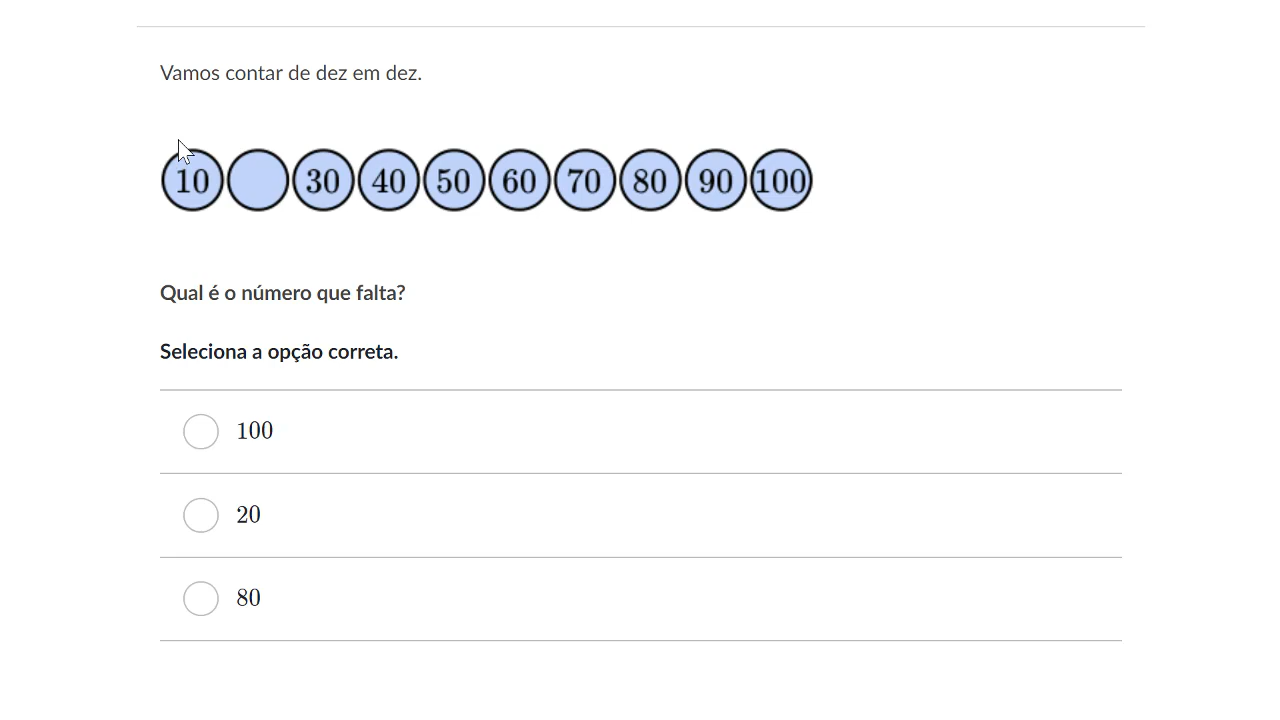 Vamos contar de dez em dez.
10 30 40 50 60 70 80 90 100
Qual é o número que falta?
Seleciona a opção correta.
100
20
80